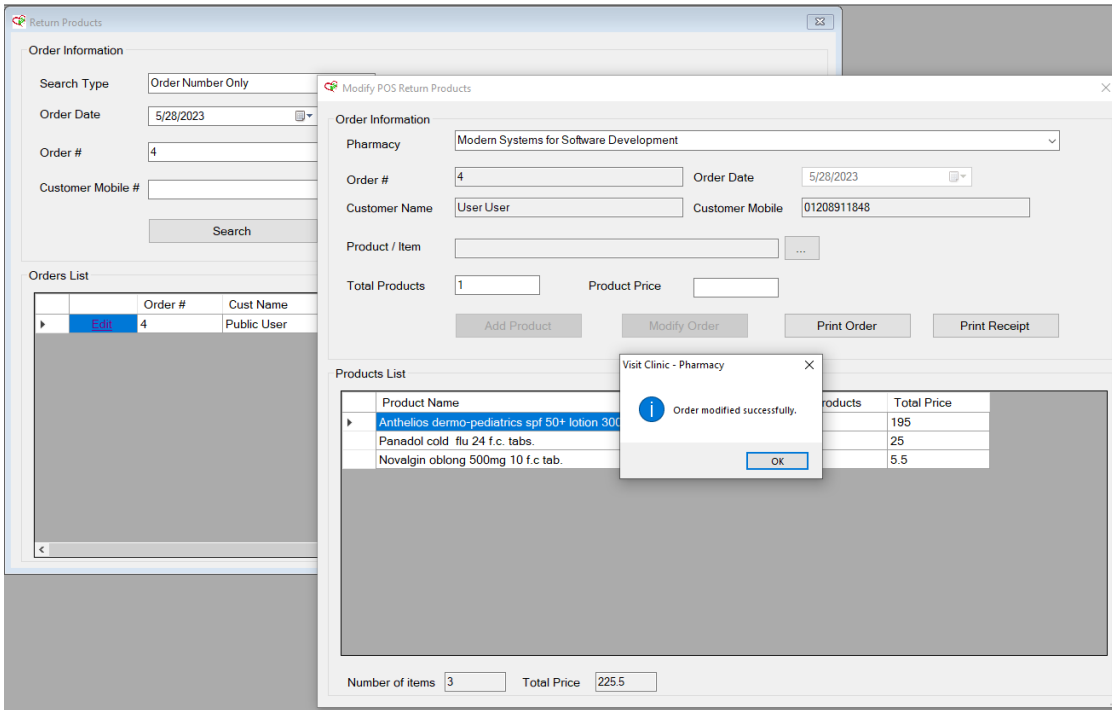 Return Products
Order Information
Search Type Order Number Only
Order Date 5/28/2023
Order # 4
Customer Mobile #
Search
Orders List
Order # Cust Name
Edit 4 Public User
Modify POS Return Products
Order Information
Pharmacy Modern Systems for Software Development
Order # 4 Order Date 5/28/2023
Customer Name User User Customer Mobile 01208911848
Product / Item ...
Total Products 1 Product Price
Add Product Modify Order Print Order Print Receipt
Products List
Product Name roducts Total Price
Anthelios dermo-pediatrics spf 50+ lotion 300 195
Panadol cold flu 24 f.c. tabs. 25
Novalgin oblong 500mg 10 f.c tab. 5.5
Visit Clinic - Pharmacy
Order modified successfully.
OK
Number of items 3 Total Price 225.5